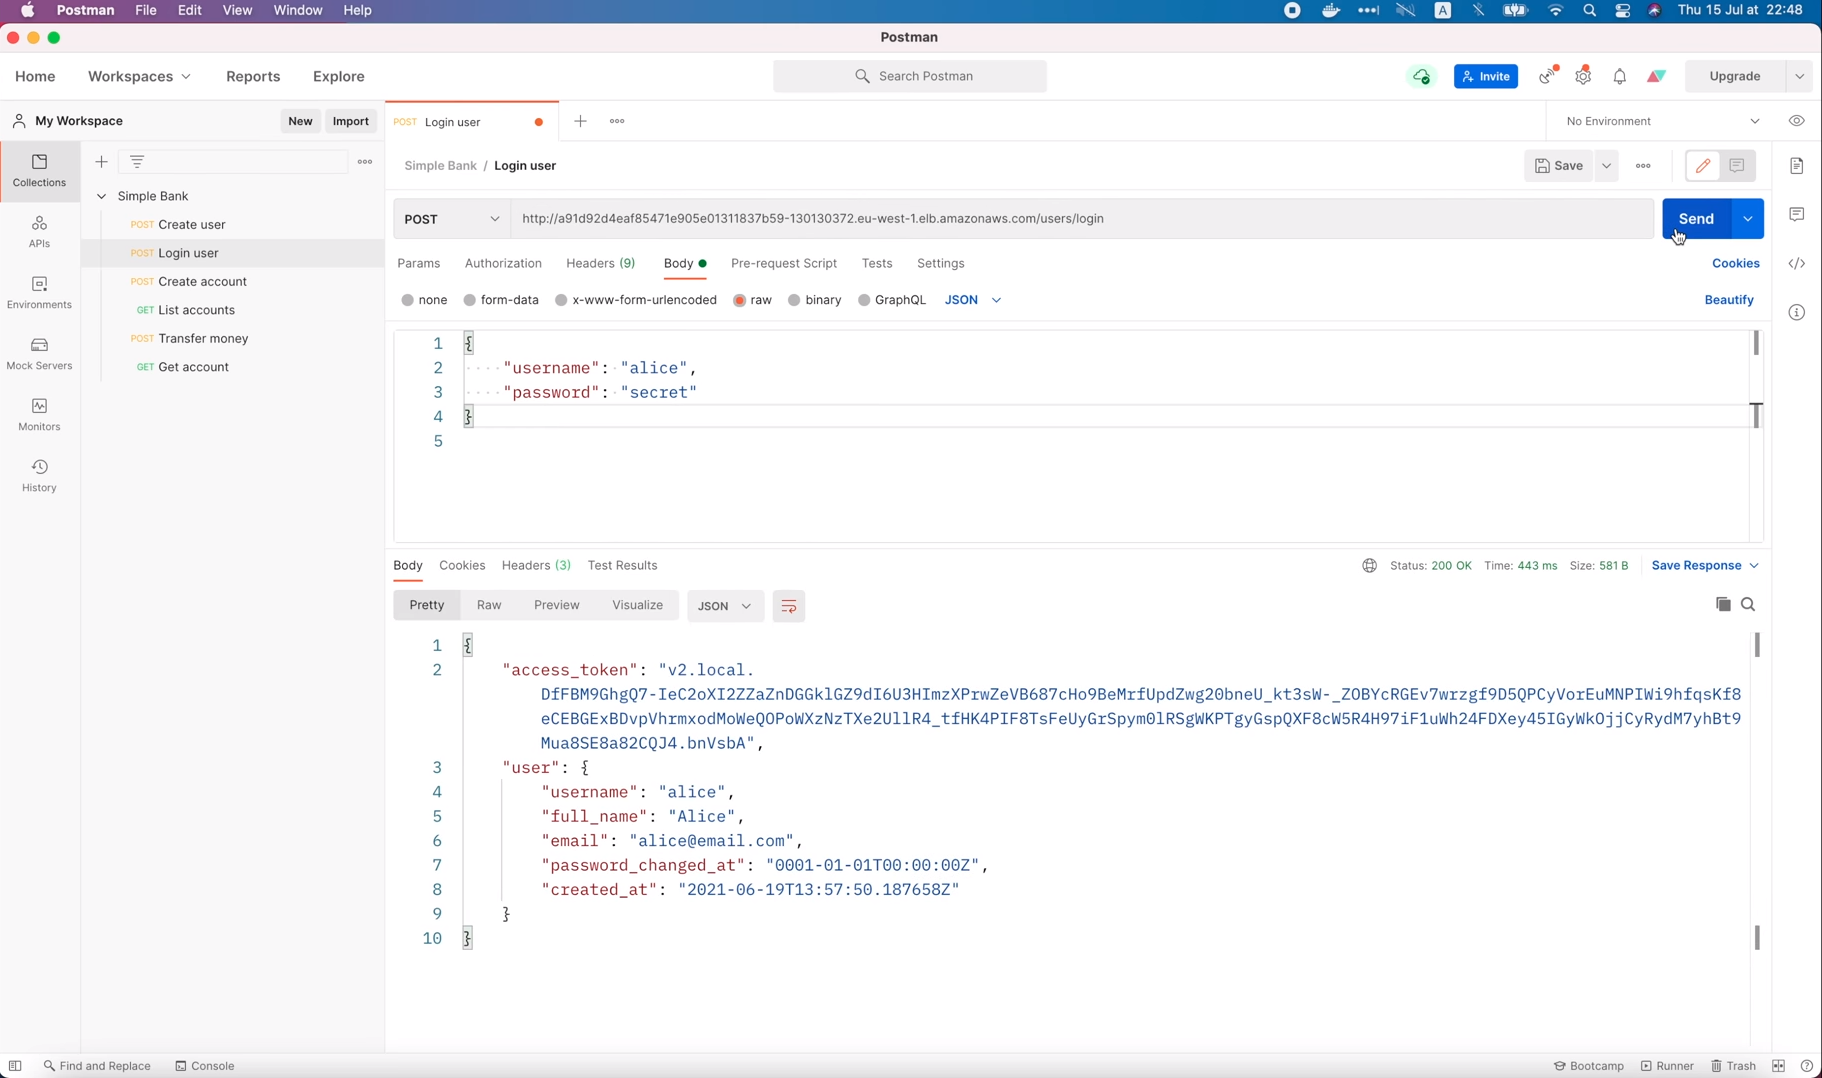 Postman File Edit View Window Help A Thu 15 Jul at 22:48
Postman
Home Workspaces Reports Explore Search Postman Invite Upgrade
My Workspace New Import POST Login user No Environment
Collections
APIs
Environments
Mock Servers
Monitors
History
Simple Bank
POST Create user
POST Login user
POST Create account
GET List accounts
POST Transfer money
GET Get account
Simple Bank / Login user Save
POST http://a91d92d4eaf85471e905e01311837b59-130130372.eu-west-1.elb.amazonaws.com/users/login Send
Params Authorization Headers (9) Body Pre-request Script Tests Settings Cookies
none form-data x-www-form-urlencoded raw binary GraphQL JSON Beautify
1 {
2 "username": "alice",
3 "password": "secret"
4 }
5
Body Cookies Headers (3) Test Results Status: 200 OK Time: 443 ms Size: 581 B Save Response
Pretty Raw Preview Visualize JSON
1 {
2 "access_token": "v2.local.
DfFBM9GhgQ7-IeC2oXI2ZZaZnDGGklGZ9dI6U3HImzXPrwZeVB687cHo9BeMrfUpdZwg20bneU_kt3sW-_ZOBYcRGEv7wrzgf9D5QPCyVorEuMNPIWi9hfqsKf8
eCEBGExBDvpVhrmxodMoWeQOPoWXzNzTXe2UllR4_tfHK4PIF8TsFeUyGrSpym0lRSgWKPTgyGspQXF8cW5R4H97iF1uWh24FDXey45IGyWkOjjCyRydM7yhBt9
Mua8SE8a82CQJ4.bnVsbA",
3 "user": {
4 "username": "alice",
5 "full_name": "Alice",
6 "email": "alice@email.com",
7 "password_changed_at": "0001-01-01T00:00:00Z",
8 "created_at": "2021-06-19T13:57:50.187658Z"
9 }
10 }
Find and Replace Console Bootcamp Runner Trash